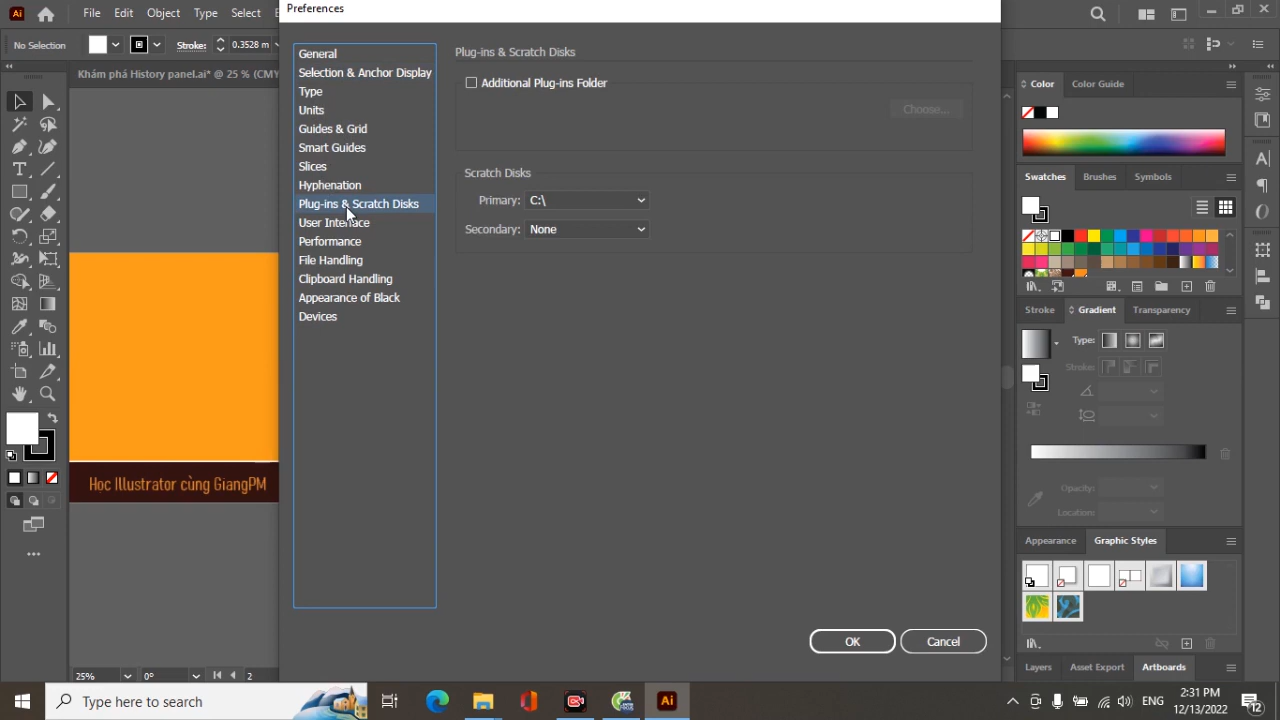 Preferences
Ai
File
Edit
Object
Type
Select
No Selection
Stroke:
0.3528 m
Khám phá History panel.ai* @ 25 % (CMY
General
Selection & Anchor Display
Type
Units
Guides & Grid
Smart Guides
Slices
Hyphenation
Plug-ins & Scratch Disks
User Interface
Performance
File Handling
Clipboard Handling
Appearance of Black
Devices
Plug-ins & Scratch Disks
Additional Plug-ins Folder
Choose...
Scratch Disks
Primary:
C:\
Secondary:
None
OK
Cancel
Color
Color Guide
Swatches
Brushes
Symbols
Stroke
Gradient
Transparency
Type:
Stroke:
Opacity:
Location:
Appearance
Graphic Styles
Layers
Asset Export
Artboards
Học Illustrator cùng GiangPM
25%
0°
2
Type here to search
Ai
ENG
2:31 PM
12/13/2022
12